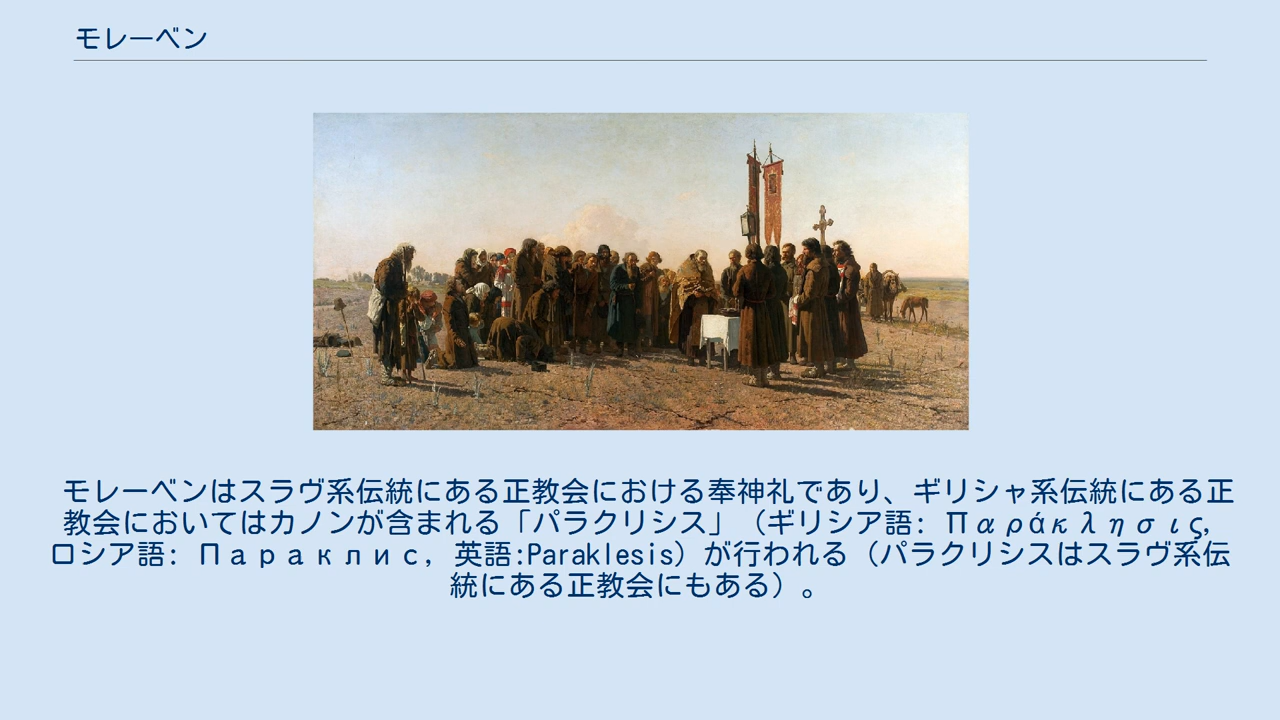 モレーベン
モレーベンはスラヴ系伝統にある正教会における奉神礼であり、ギリシャ系伝統にある正
教会においてはカノンが含まれる「パラクリシス」（ギリシア語: Παράκλησις,
ロシア語: Параклис, 英語:Paraklesis）が行われる（パラクリシスはスラヴ系伝
統にある正教会にもある）。